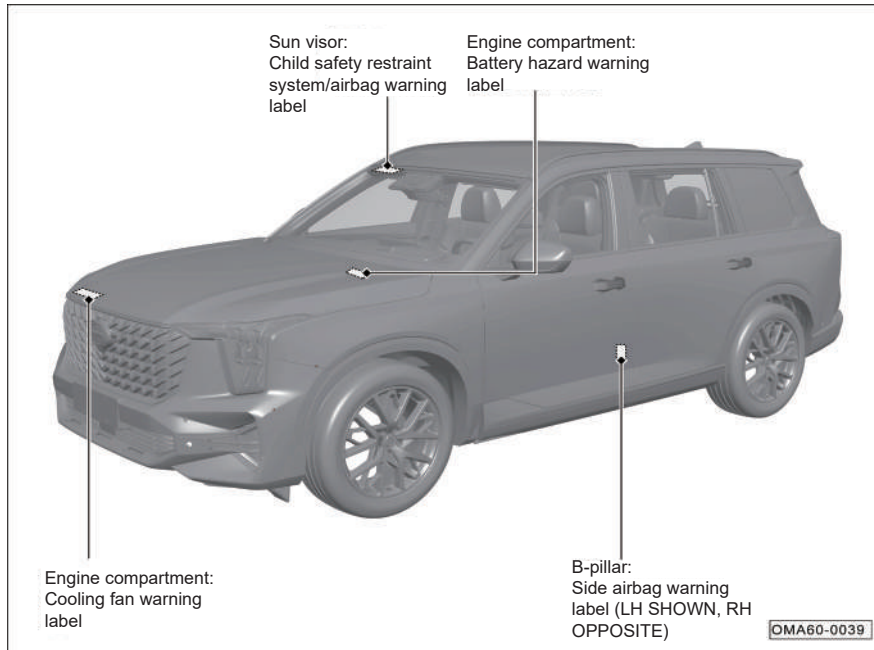 Sun visor:
Child safety restraint
system/airbag warning
label
Engine compartment:
Battery hazard warning
label
Engine compartment:
Cooling fan warning
label
B-pillar:
Side airbag warning
label (LH SHOWN, RH
OPPOSITE)
OMA60-0039